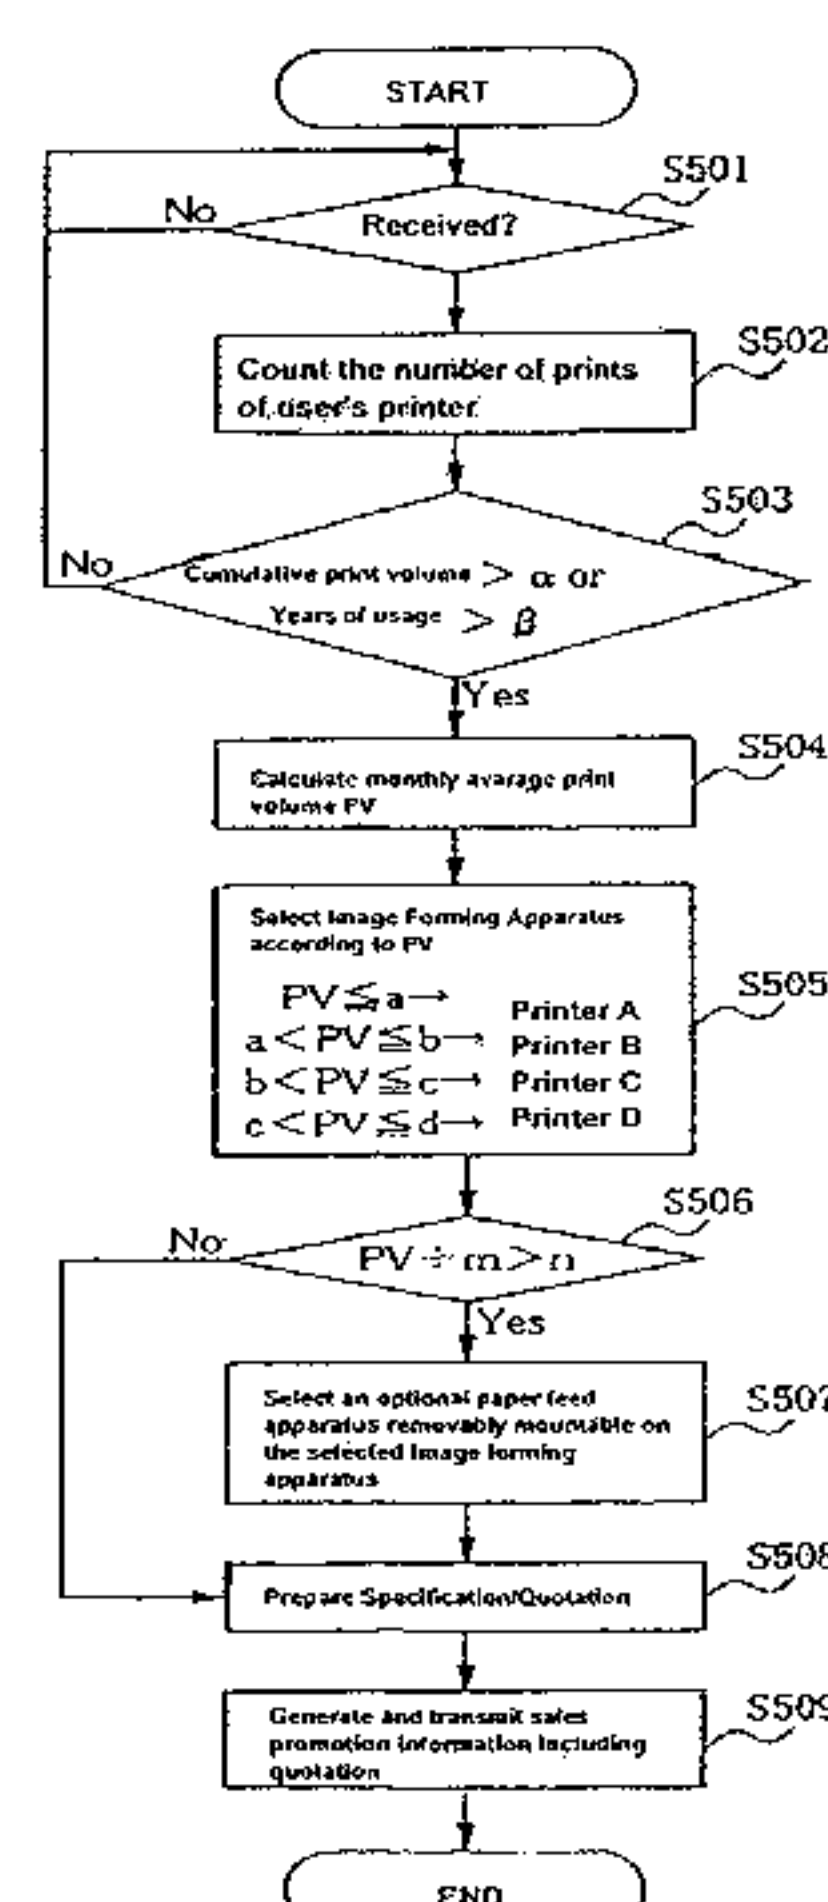 START
S501
No
Received?
S502
Count the number of prints
of user's printer
S503
No
Cumulative print volume > α or
Years of usage > β
Yes
S504
Calculate monthly avarage print
volume PV
Select Image Forming Apparatus
according to PV
S505
PV ≦ a→ Printer A
a < PV ≦ b→ Printer B
b < PV ≦ c→ Printer C
c < PV ≦ d→ Printer D
S506
No
PV ÷ m > n
Yes
S507
Select an optional paper feed
apparatus removably mountable on
the selected Image forming
apparatus
S508
Prepare Specification/Quotation
S509
Generate and transmit sales
promotion information including
quotation
END